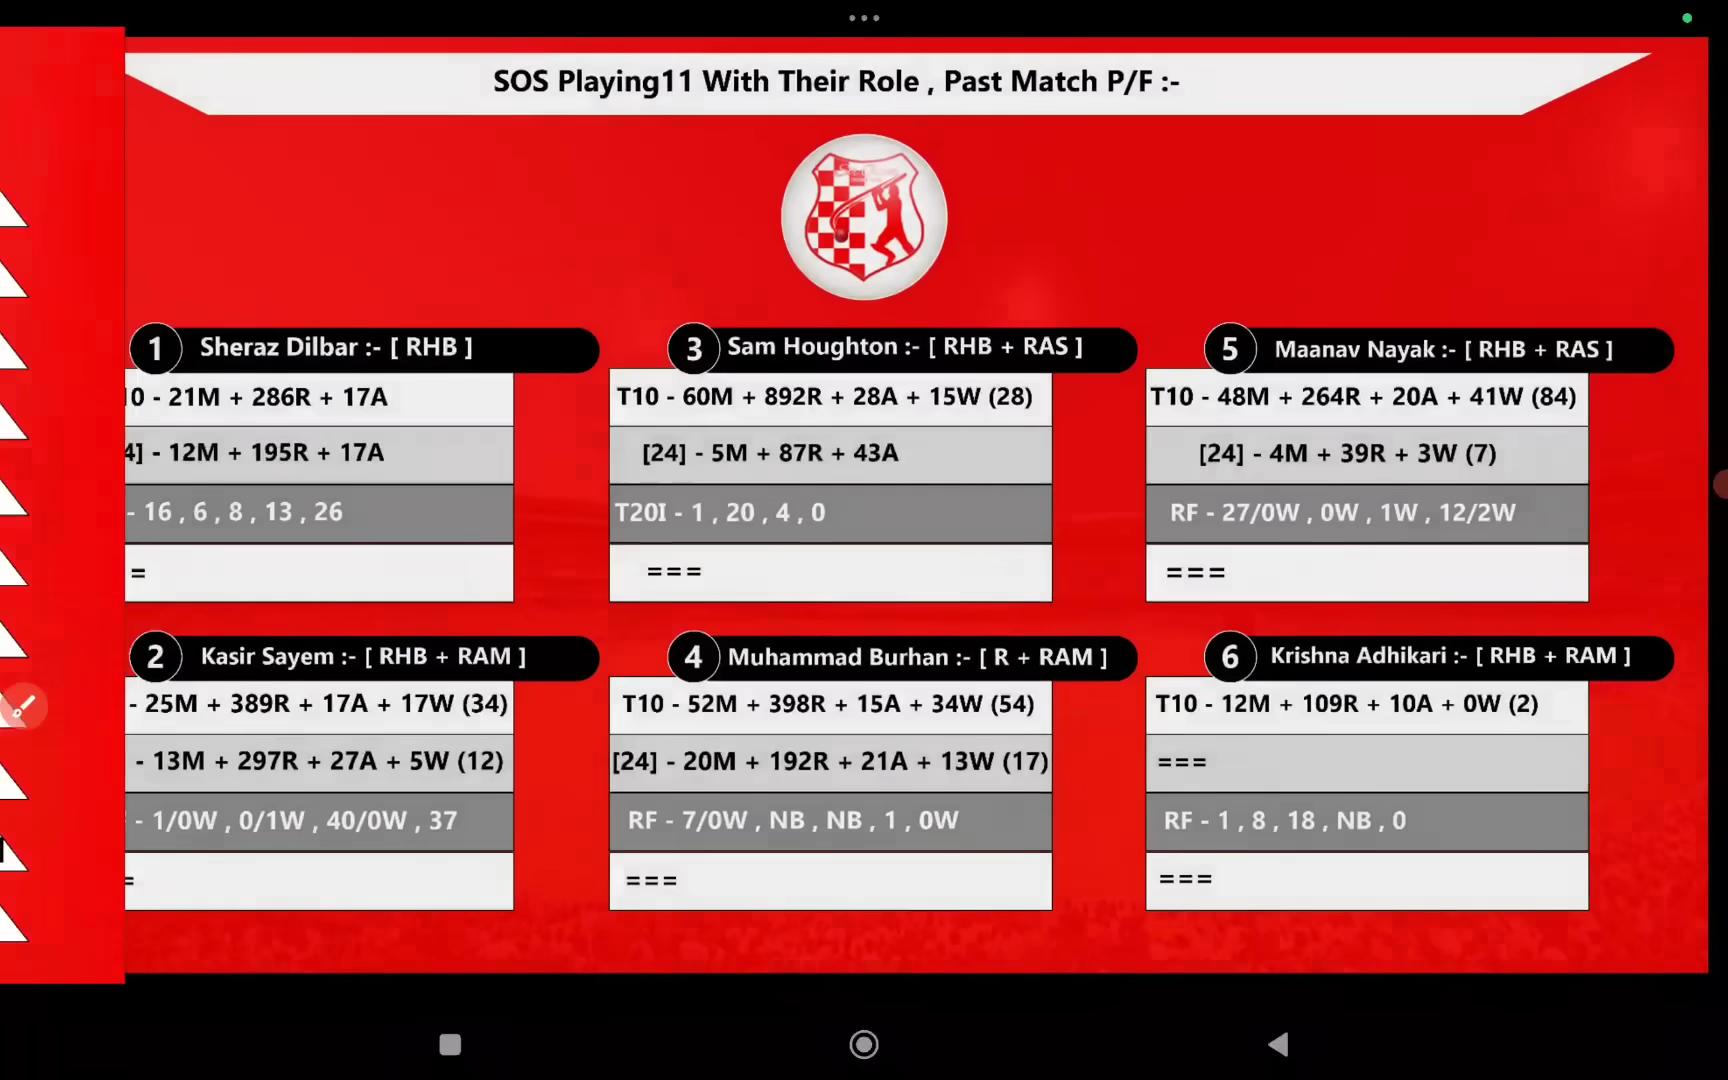 SOS Playing11 With Their Role , Past Match P/F :-
1 Sheraz Dilbar :- [ RHB ]
0 - 21M + 286R + 17A
4] - 12M + 195R + 17A
- 16 , 6 , 8 , 13 , 26
=
3 Sam Houghton :- [ RHB + RAS ]
T10 - 60M + 892R + 28A + 15W (28)
[24] - 5M + 87R + 43A
T20I - 1 , 20 , 4 , 0
===
5 Maanav Nayak :- [ RHB + RAS ]
T10 - 48M + 264R + 20A + 41W (84)
[24] - 4M + 39R + 3W (7)
RF - 27/0W , 0W , 1W , 12/2W
===
2 Kasir Sayem :- [ RHB + RAM ]
- 25M + 389R + 17A + 17W (34)
- 13M + 297R + 27A + 5W (12)
- 1/0W , 0/1W , 40/0W , 37
=
4 Muhammad Burhan :- [ R + RAM ]
T10 - 52M + 398R + 15A + 34W (54)
[24] - 20M + 192R + 21A + 13W (17)
RF - 7/0W , NB , NB , 1 , 0W
===
6 Krishna Adhikari :- [ RHB + RAM ]
T10 - 12M + 109R + 10A + 0W (2)
===
RF - 1 , 8 , 18 , NB , 0
===